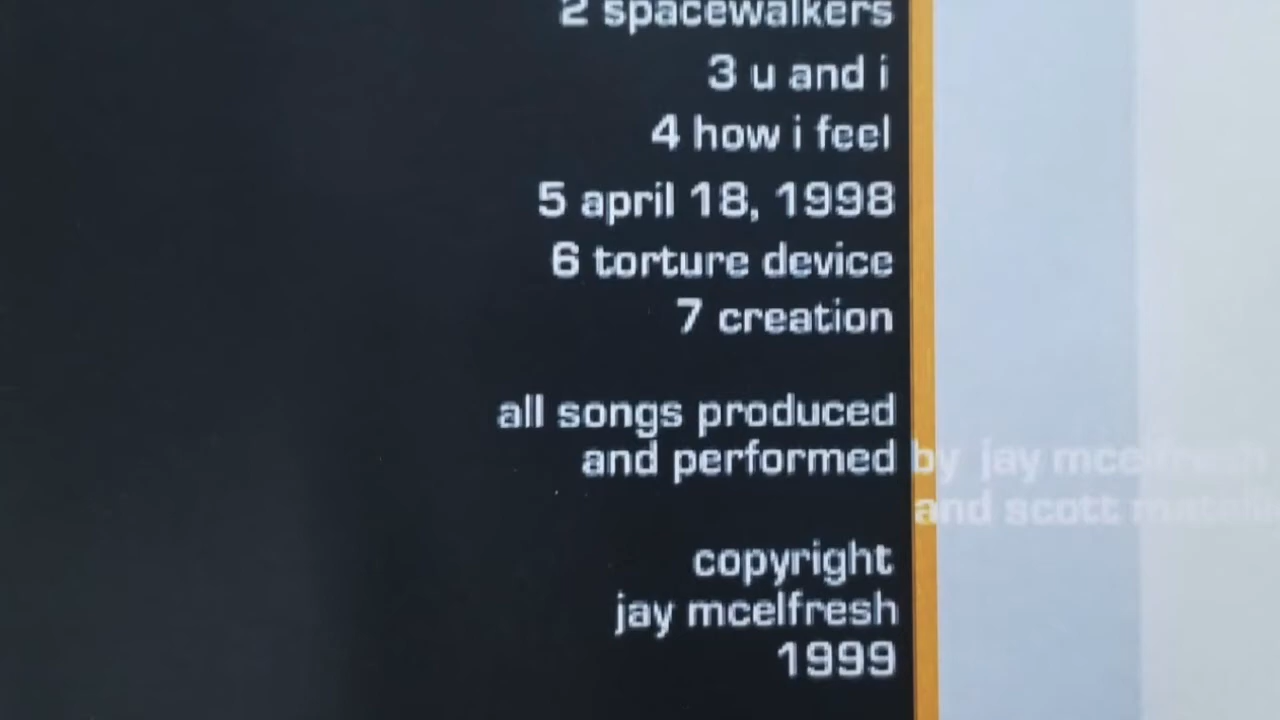 2 spacewalkers
3 u and i
4 how i feel
5 april 18, 1998
6 torture device
7 creation
all songs produced
and performed by jay mcelfresh
and scott
copyright
jay mcelfresh
1999